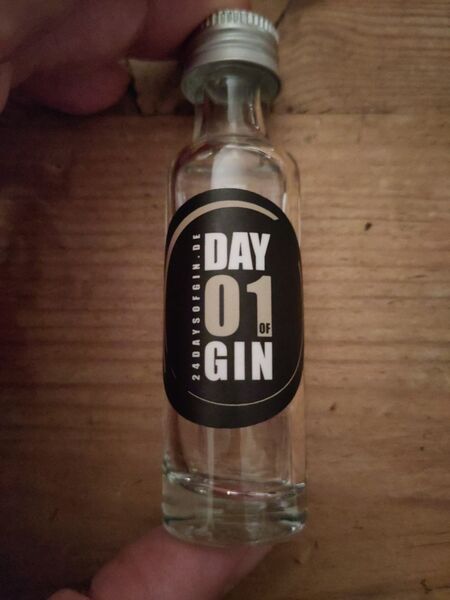 24DAYSOFGIN.DE
DAY
01
OF
GIN